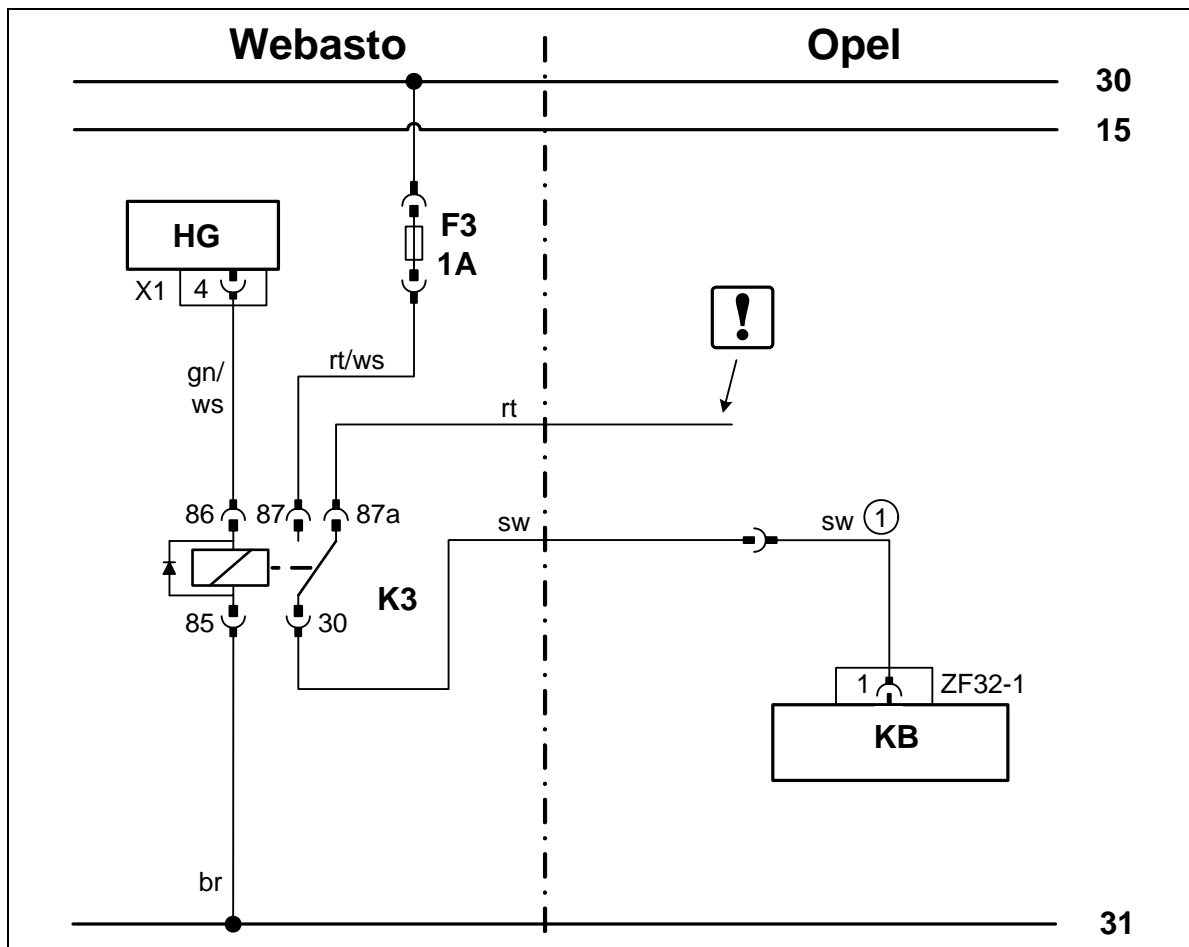 Webasto Opel
30
15
HG
F3
1A
X1 4
!
rt/ws
gn/
ws
rt
86 87 87a
sw
sw 1
K3
85 30
1 ZF32-1
KB
br
31